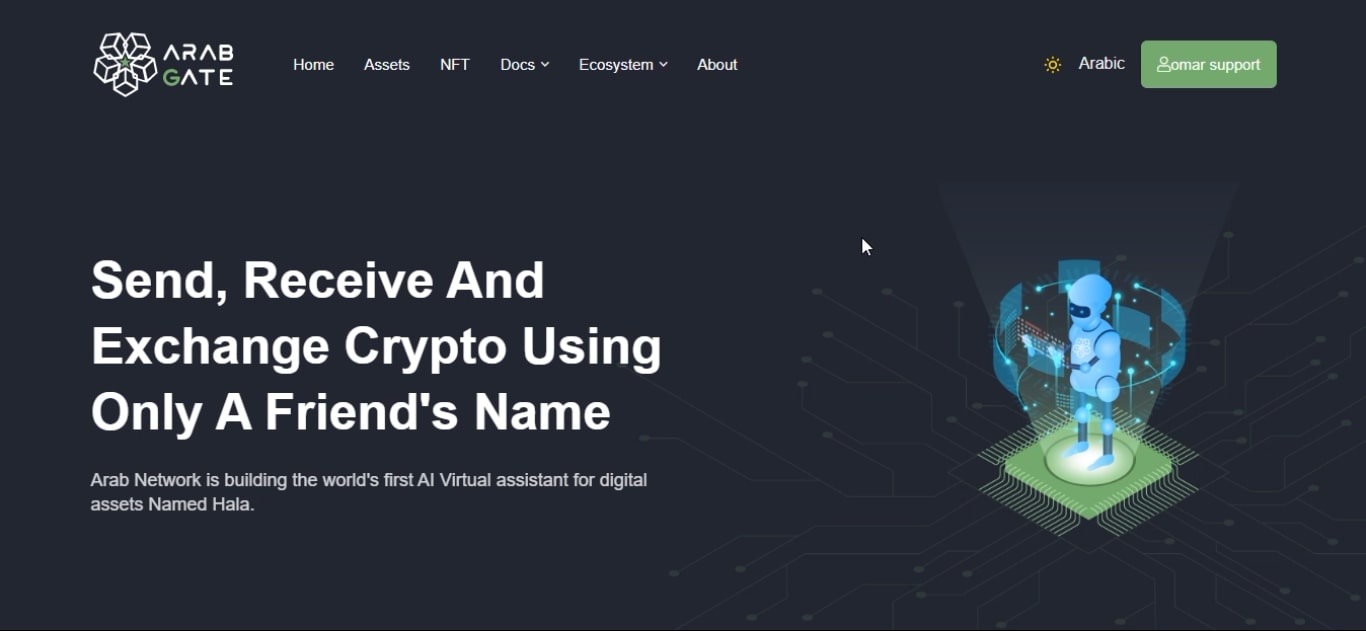 ARAB
GATE
Home
Assets
NFT
Docs
Ecosystem
About
Arabic
omar support
Send, Receive And
Exchange Crypto Using
Only A Friend's Name
Arab Network is building the world's first AI Virtual assistant for digital
assets Named Hala.